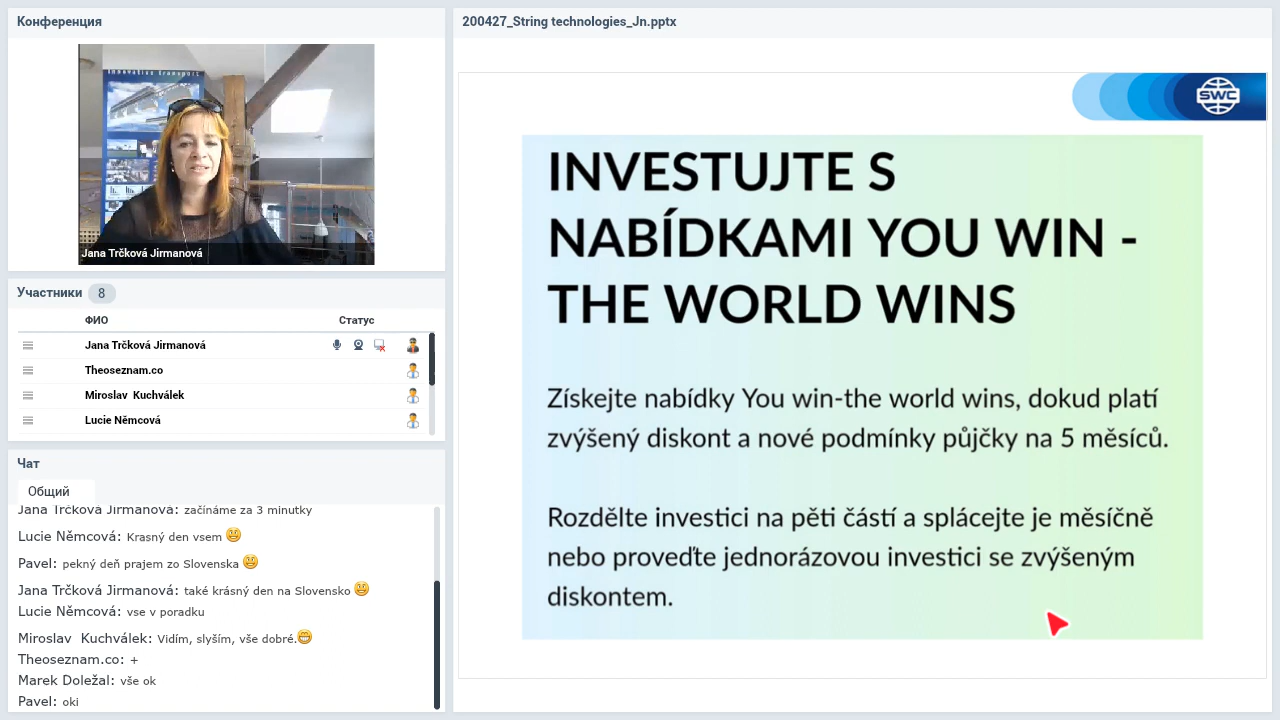 Конференция
Innovative Transport
Jana Trčková Jirmanová
Участники 8
ФИО Статус
Jana Trčková Jirmanová
Theoseznam.co
Miroslav Kuchválek
Lucie Němcová
Чат
Общий
Jana Trčková Jirmanová: začínáme za 3 minutky
Lucie Němcová: Krasný den vsem
Pavel: pekný deň prajem zo Slovenska
Jana Trčková Jirmanová: také krásný den na Slovensko
Lucie Němcová: vse v poradku
Miroslav Kuchválek: Vidím, slyším, vše dobré.
Theoseznam.co: +
Marek Doležal: vše ok
Pavel: oki
200427_String technologies_Jn.pptx
SWC
INVESTUJTE S
NABÍDKAMI YOU WIN -
THE WORLD WINS
Získejte nabídky You win-the world wins, dokud platí
zvýšený diskont a nové podmínky půjčky na 5 měsíců.
Rozdělte investici na pěti částí a splácejte je měsíčně
nebo proveďte jednorázovou investici se zvýšeným
diskontem.